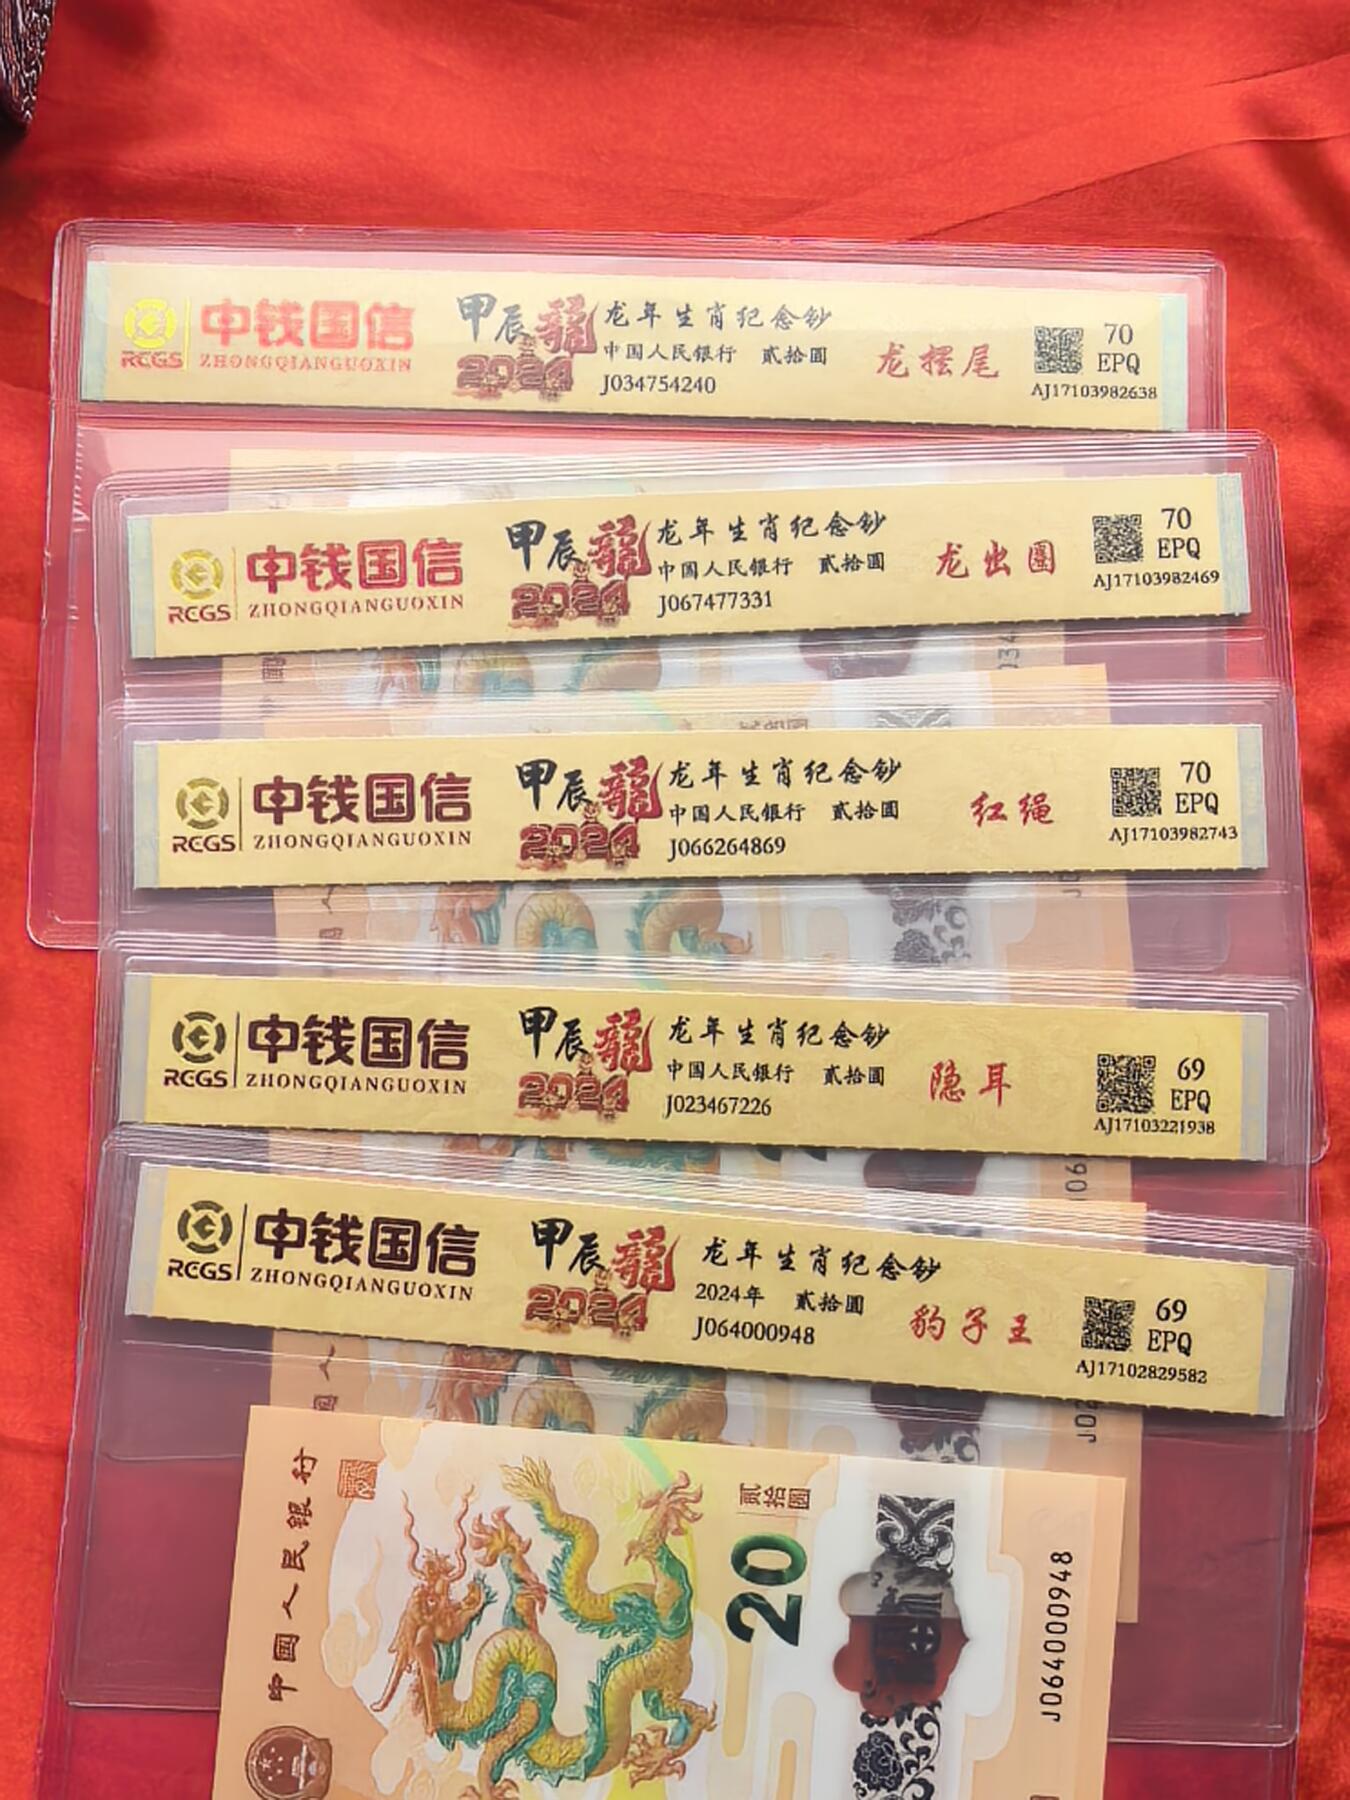 中钱国信
RCGS
ZHONGQIANGUOXIN
甲辰龍
2024
龙年生肖纪念钞
中国人民银行 贰拾圆
J034754240
龙摆尾
70
EPQ
AJ17103982638
中钱国信
RCGS
ZHONGQIANGUOXIN
甲辰龍
2024
龙年生肖纪念钞
中国人民银行 贰拾圆
J067477331
龙出圈
70
EPQ
AJ17103982469
中钱国信
RCGS
ZHONGQIANGUOXIN
甲辰龍
2024
龙年生肖纪念钞
中国人民银行 贰拾圆
J066264869
红绳
70
EPQ
AJ17103982743
中钱国信
RCGS
ZHONGQIANGUOXIN
甲辰龍
2024
龙年生肖纪念钞
中国人民银行 贰拾圆
J023467226
隐耳
69
EPQ
AJ17103221938
中钱国信
RCGS
ZHONGQIANGUOXIN
甲辰龍
2024
龙年生肖纪念钞
2024年 贰拾圆
J064000948
豹子王
69
EPQ
AJ17102829582
中國人民銀行
贰拾圆
20
J064000948